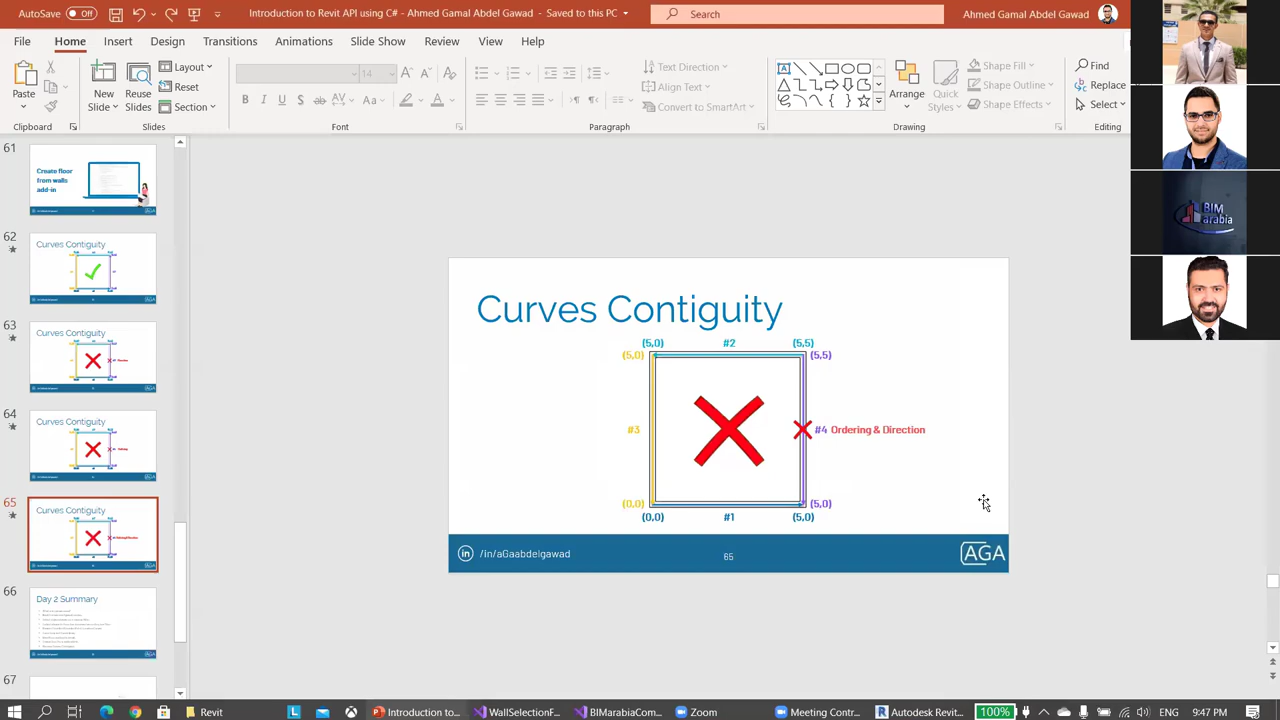 AutoSave Off
Introduction to Revit API using C# - Ahmed Gamal Abdel Gawad - Saved to this PC
Search
Ahmed Gamal Abdel Gawad
File Home Insert Design Transitions Animations Slide Show Review View Help
Paste
New Slide
Reuse Slides
Layout
Reset
Section
14
B I U S ab AV Aa A
Text Direction
Align Text
Convert to SmartArt
Arrange
Quick Styles
Shape Fill
Shape Outline
Shape Effects
Find
Replace
Select
Clipboard Slides Font Paragraph Drawing Editing
61
Create floor
from walls
add-in
62
Curves Contiguity
63
Curves Contiguity
64
Curves Contiguity
65
Curves Contiguity
66
Day 2 Summary
67
Curves Contiguity
(5,0) #2 (5,5)
(5,0) (5,5)
#3 #4 Ordering & Direction
(0,0) (5,0)
(0,0) #1 (5,0)
/in/aGaabdelgawad 65 AGA
BIM
arabia
L Introduction to... WallSelectionF... BIMarabiaCom... Zoom Meeting Contr... Autodesk Revi... 100% 9:47 PM
Revit